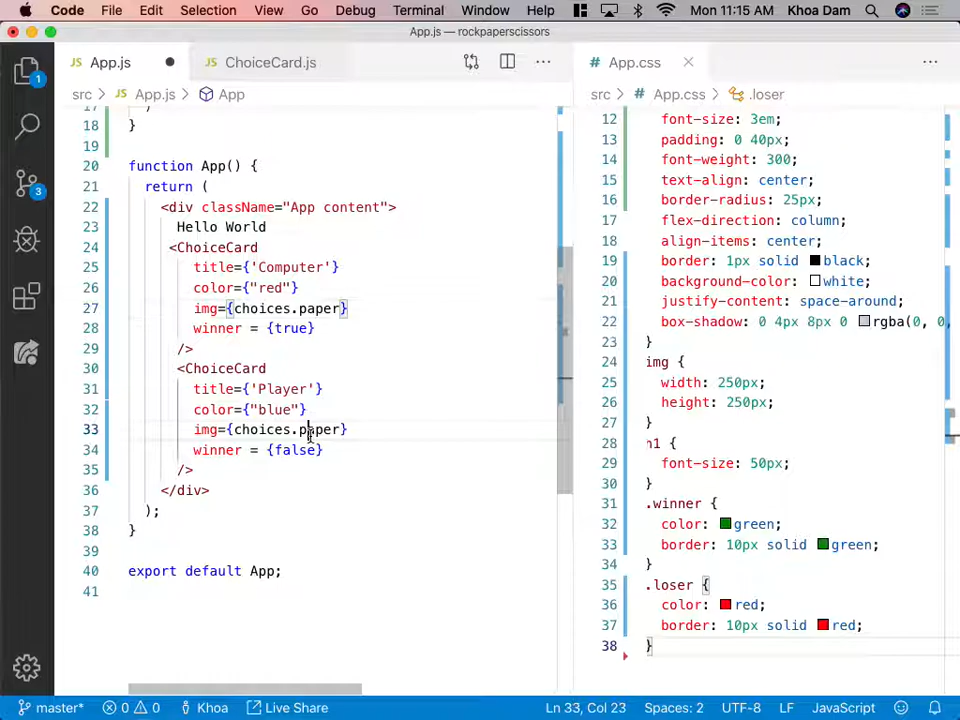 Code File Edit Selection View Go Debug Terminal Window Help Mon 11:15 AM Khoa Dam
App.js — rockpaperscissors
JS App.js ● JS ChoiceCard.js
src › JS App.js › App
18 }
19
20 function App() {
21 return (
22 <div className="App content">
23 Hello World
24 <ChoiceCard
25 title={'Computer'}
26 color={"red"}
27 img={choices.paper}
28 winner = {true}
29 />
30 <ChoiceCard
31 title={'Player'}
32 color={"blue"}
33 img={choices.paper}
34 winner = {false}
35 />
36 </div>
37 );
38 }
39
40 export default App;
41
# App.css ×
src › # App.css › .loser
12 font-size: 3em;
13 padding: 0 40px;
14 font-weight: 300;
15 text-align: center;
16 border-radius: 25px;
17 flex-direction: column;
18 align-items: center;
19 border: 1px solid black;
20 background-color: white;
21 justify-content: space-around;
22 box-shadow: 0 4px 8px 0 rgba(0, 0,
23 }
24 img {
25 width: 250px;
26 height: 250px;
27 }
28 h1 {
29 font-size: 50px;
30 }
31 .winner {
32 color: green;
33 border: 10px solid green;
34 }
35 .loser {
36 color: red;
37 border: 10px solid red;
38 }
1
3
master* 0 0 Khoa Live Share Ln 33, Col 23 Spaces: 2 UTF-8 LF JavaScript